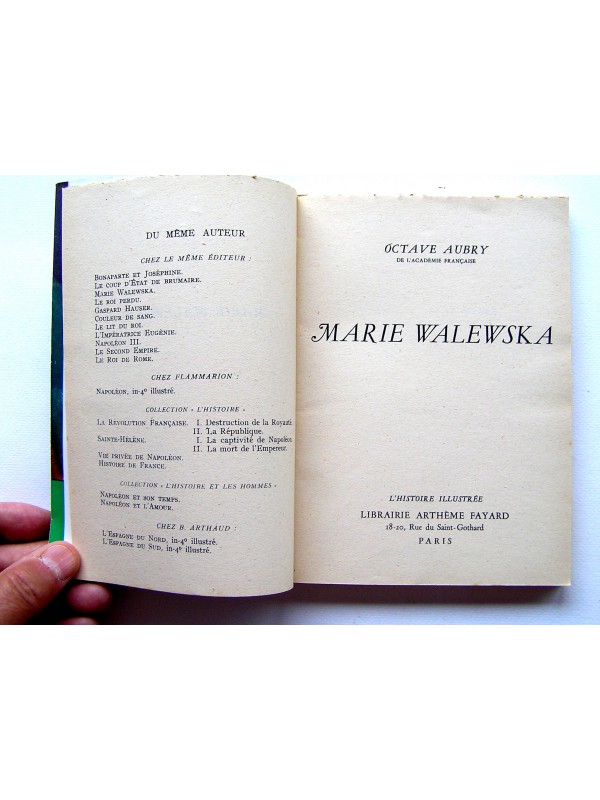 DU MÊME AUTEUR
CHEZ LE MÊME ÉDITEUR :
BONAPARTE ET JOSÉPHINE.
LE COUP D'ÉTAT DE BRUMAIRE.
MARIE WALEWSKA.
LE ROI PERDU.
GASPARD HAUSER.
COULEUR DE SANG.
LE LIT DU ROI.
L'IMPÉRATRICE EUGÉNIE.
NAPOLÉON III.
LE SECOND EMPIRE.
LE ROI DE ROME.
CHEZ FLAMMARION :
NAPOLÉON, in-4º illustré.
COLLECTION « L'HISTOIRE »
LA RÉVOLUTION FRANÇAISE. I. Destruction de la Royauté
II. La République.
SAINTE-HÉLÈNE. I. La captivité de Napoléon.
II. La mort de l'Empereur.
VIE PRIVÉE DE NAPOLÉON.
HISTOIRE DE FRANCE.
COLLECTION « L'HISTOIRE ET LES HOMMES »
NAPOLÉON ET SON TEMPS.
NAPOLÉON ET L'AMOUR.
CHEZ B. ARTHAUD :
L'ESPAGNE DU NORD, in-4º illustré.
L'ESPAGNE DU SUD, in-4º illustré.
OCTAVE AUBRY
DE L'ACADÉMIE FRANÇAISE
MARIE WALEWSKA
L'HISTOIRE ILLUSTRÉE
LIBRAIRIE ARTHÈME FAYARD
18-20, Rue du Saint-Gothard
PARIS